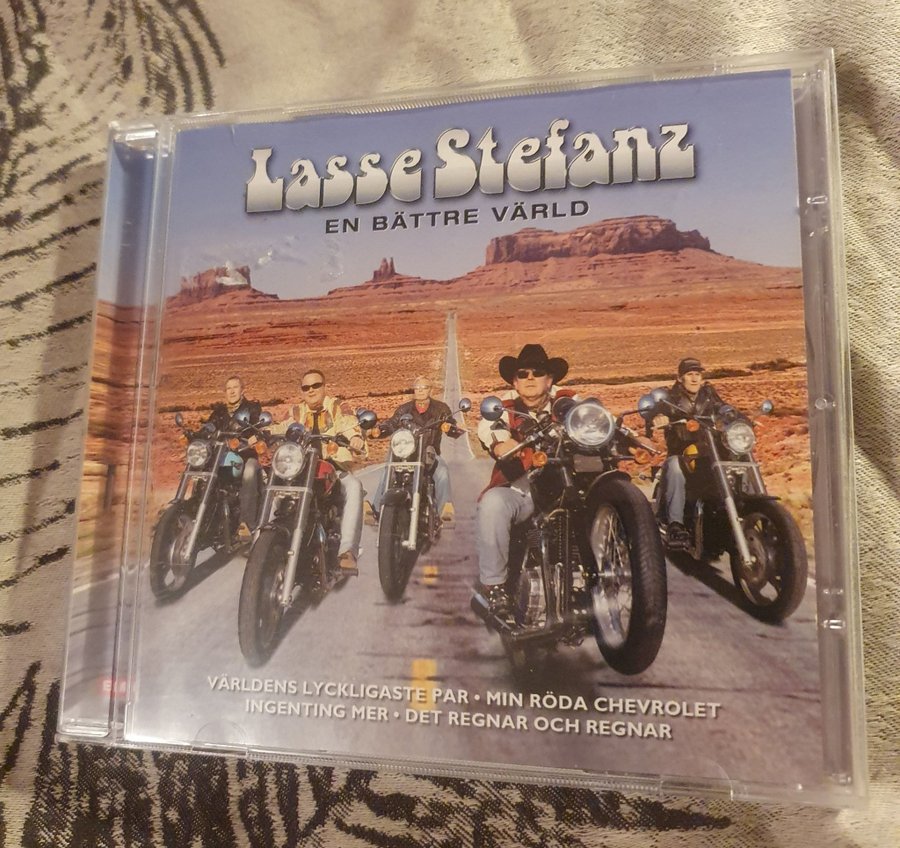 Lasse Stefanz
EN BÄTTRE VÄRLD
VÄRLDENS LYCKLIGASTE PAR • MIN RÖDA CHEVROLET
INGENTING MER • DET REGNAR OCH REGNAR